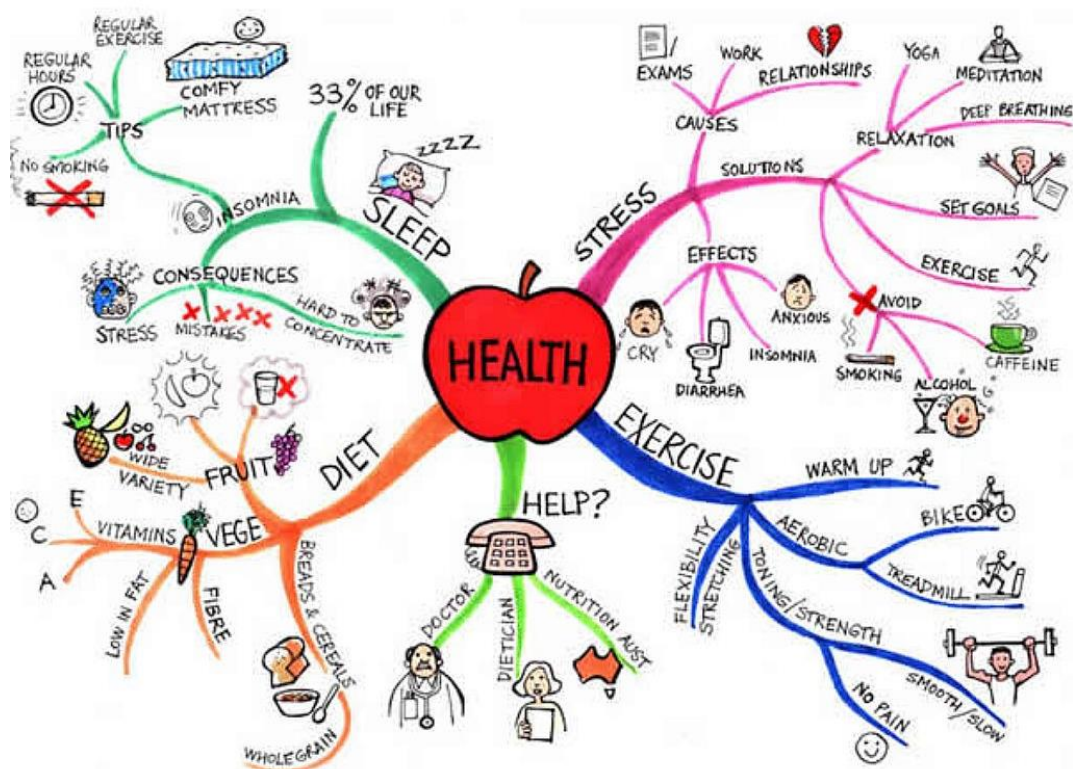 HEALTH
SLEEP
33% OF OUR
LIFE
ZZZZ
INSOMNIA
TIPS
REGULAR
HOURS
REGULAR
EXERCISE
COMFY
MATTRESS
NO SMOKING
CONSEQUENCES
STRESS
MISTAKES
HARD TO
CONCENTRATE
STRESS
CAUSES
EXAMS
WORK
RELATIONSHIPS
SOLUTIONS
RELAXATION
YOGA
MEDITATION
DEEP BREATHING
SET GOALS
EXERCISE
AVOID
SMOKING
ALCOHOL
CAFFEINE
EFFECTS
CRY
DIARRHEA
INSOMNIA
ANXIOUS
DIET
FRUIT
WIDE
VARIETY
VEGE
VITAMINS
E
C
A
LOW IN FAT
FIBRE
BREADS & CEREALS
WHOLEGRAIN
HELP?
DOCTOR
DIETICIAN
NUTRITION AUST
EXERCISE
WARM UP
AEROBIC
BIKE
TREADMILL
TONING/STRENGTH
SMOOTH/SLOW
NO PAIN
FLEXIBILITY
STRETCHING